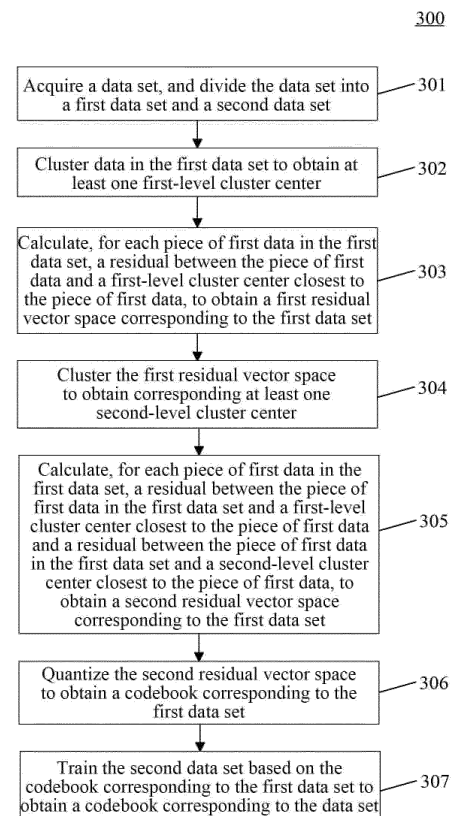 300
Acquire a data set, and divide the data set into
a first data set and a second data set
301
Cluster data in the first data set to obtain at
least one first-level cluster center
302
Calculate, for each piece of first data in the first
data set, a residual between the piece of first
data and a first-level cluster center closest to
the piece of first data, to obtain a first residual
vector space corresponding to the first data set
303
Cluster the first residual vector space
to obtain corresponding at least one
second-level cluster center
304
Calculate, for each piece of first data in the
first data set, a residual between the piece of
first data in the first data set and a first-level
cluster center closest to the piece of first data
and a residual between the piece of first data
in the first data set and a second-level cluster
center closest to the piece of first data, to
obtain a second residual vector space
corresponding to the first data set
305
Quantize the second residual vector space
to obtain a codebook corresponding to the
first data set
306
Train the second data set based on the
codebook corresponding to the first data set to
obtain a codebook corresponding to the data set
307